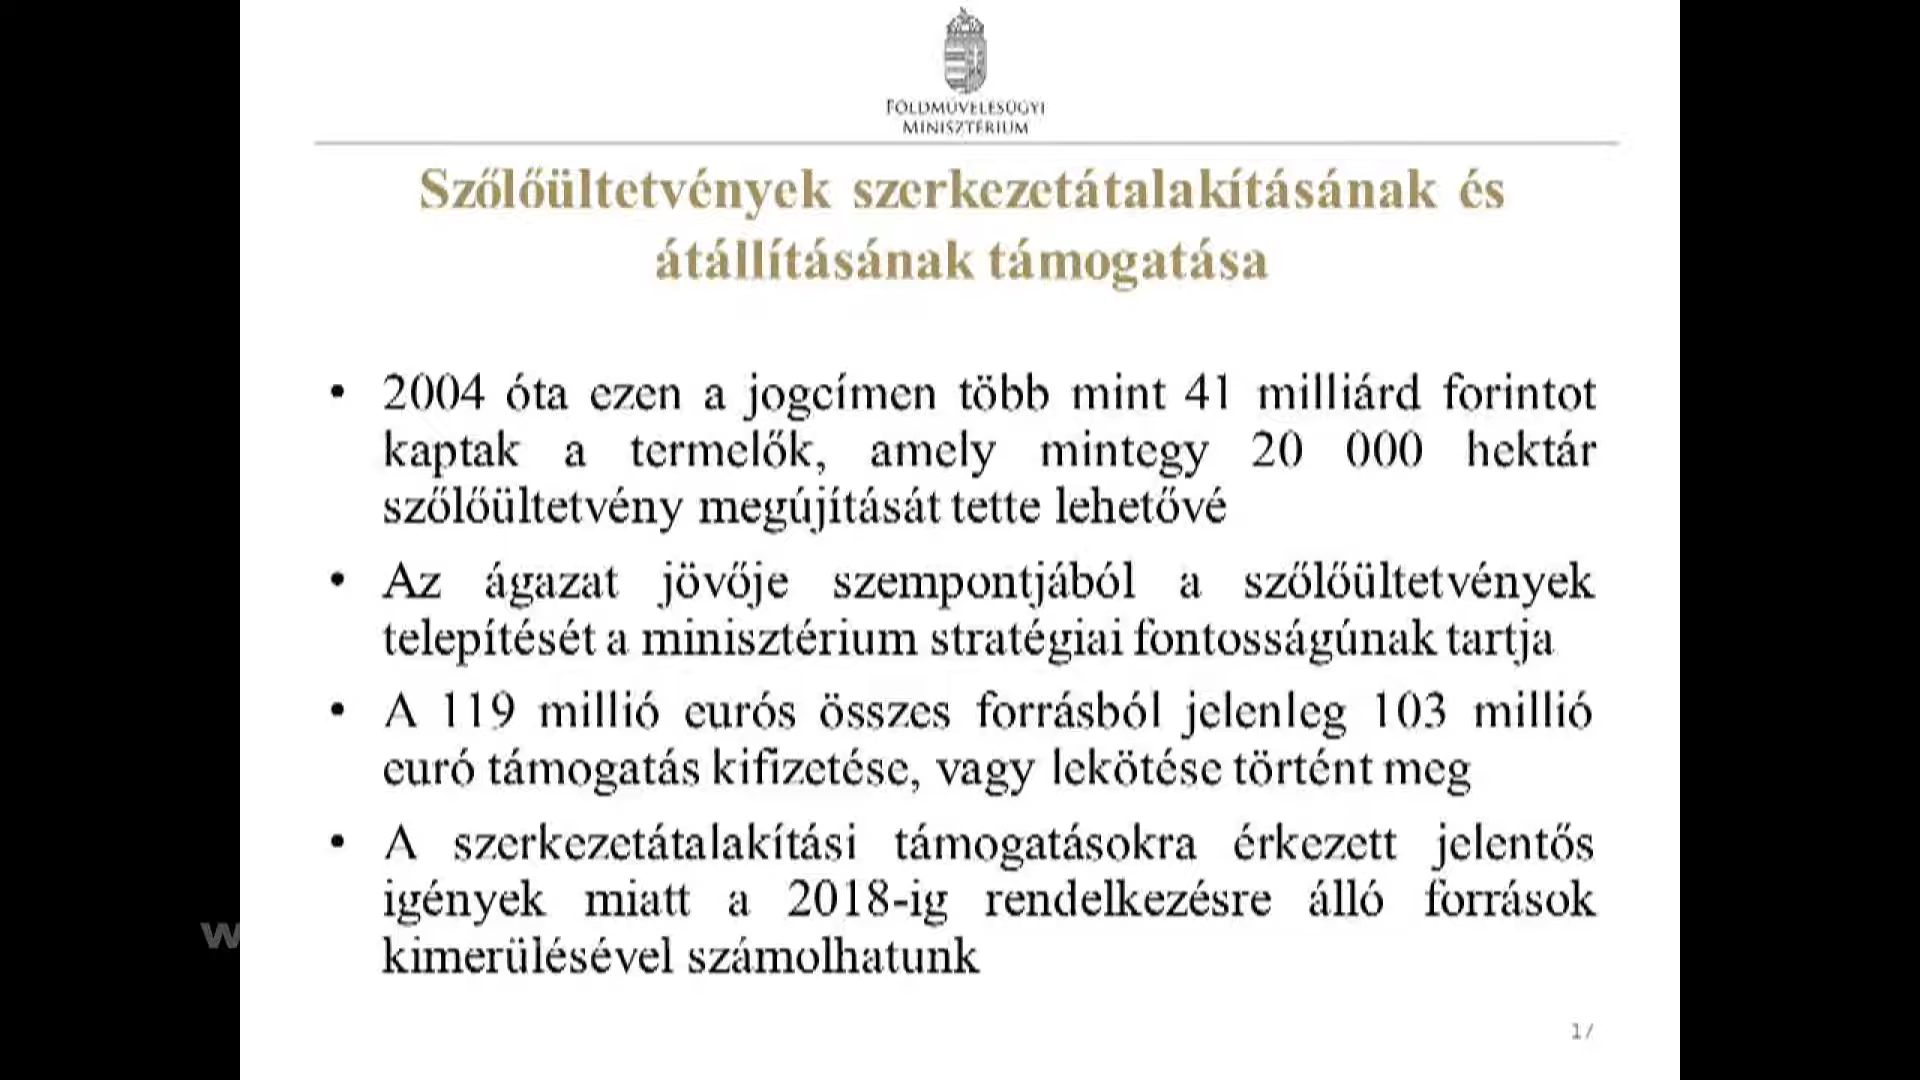 FÖLDMŰVELÉSÜGYI
MINISZTÉRIUM
Szőlőültetvények szerkezetátalakításának és
átállításának támogatása
• 2004 óta ezen a jogcímen több mint 41 milliárd forintot
kaptak a termelők, amely mintegy 20 000 hektár
szőlőültetvény megújítását tette lehetővé
• Az ágazat jövője szempontjából a szőlőültetvények
telepítését a minisztérium stratégiai fontosságúnak tartja
• A 119 millió eurós összes forrásból jelenleg 103 millió
euró támogatás kifizetése, vagy lekötése történt meg
• A szerkezetátalakítási támogatásokra érkezett jelentős
igények miatt a 2018-ig rendelkezésre álló források
kimerülésével számolhatunk
17